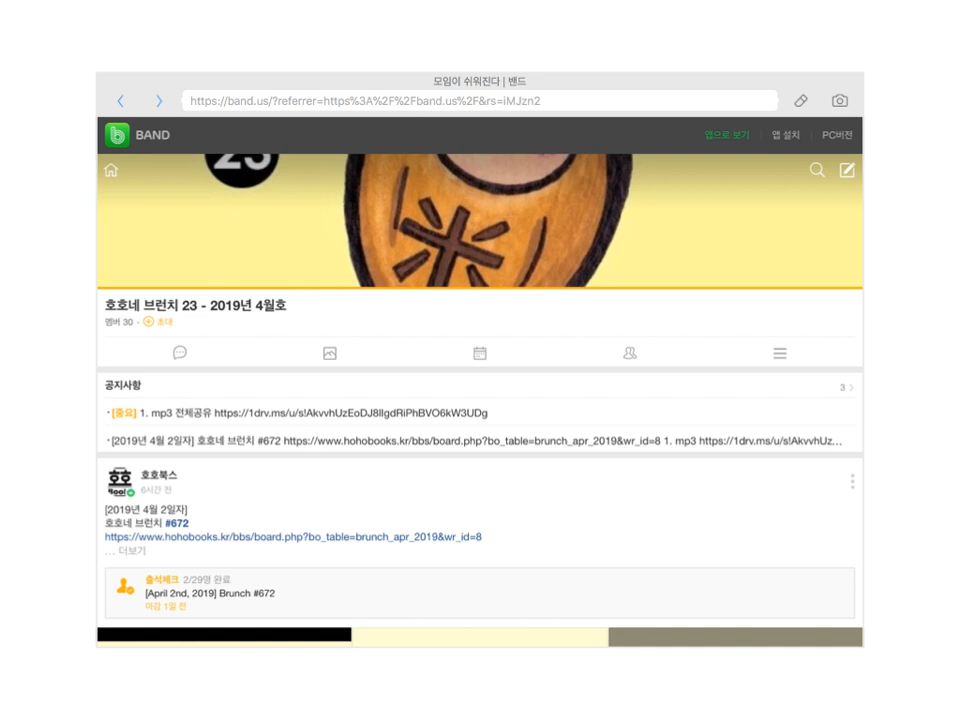 모임이 쉬워진다 | 밴드
https://band.us/?referrer=https%3A%2F%2Fband.us%2F&rs=iMJzn2
BAND
앱으로 보기 | 앱 설치 | PC버전
23
호호네 브런치 23 - 2019년 4월호
멤버 30 · 초대
공지사항 3
· [중요] 1. mp3 전체공유 https://1drv.ms/u/s!AkvvhUzEoDJ8lIgdRiPhBVO6kW3UDg
· [2019년 4월 2일자] 호호네 브런치 #672 https://www.hohobooks.kr/bbs/board.php?bo_table=brunch_apr_2019&wr_id=8 1. mp3 https://1drv.ms/u/s!AkvvhUz...
호호북스
6시간 전
[2019년 4월 2일자]
호호네 브런치 #672
https://www.hohobooks.kr/bbs/board.php?bo_table=brunch_apr_2019&wr_id=8
... 더보기
출석체크 2/29명 완료
[April 2nd, 2019] Brunch #672
마감 1일 전